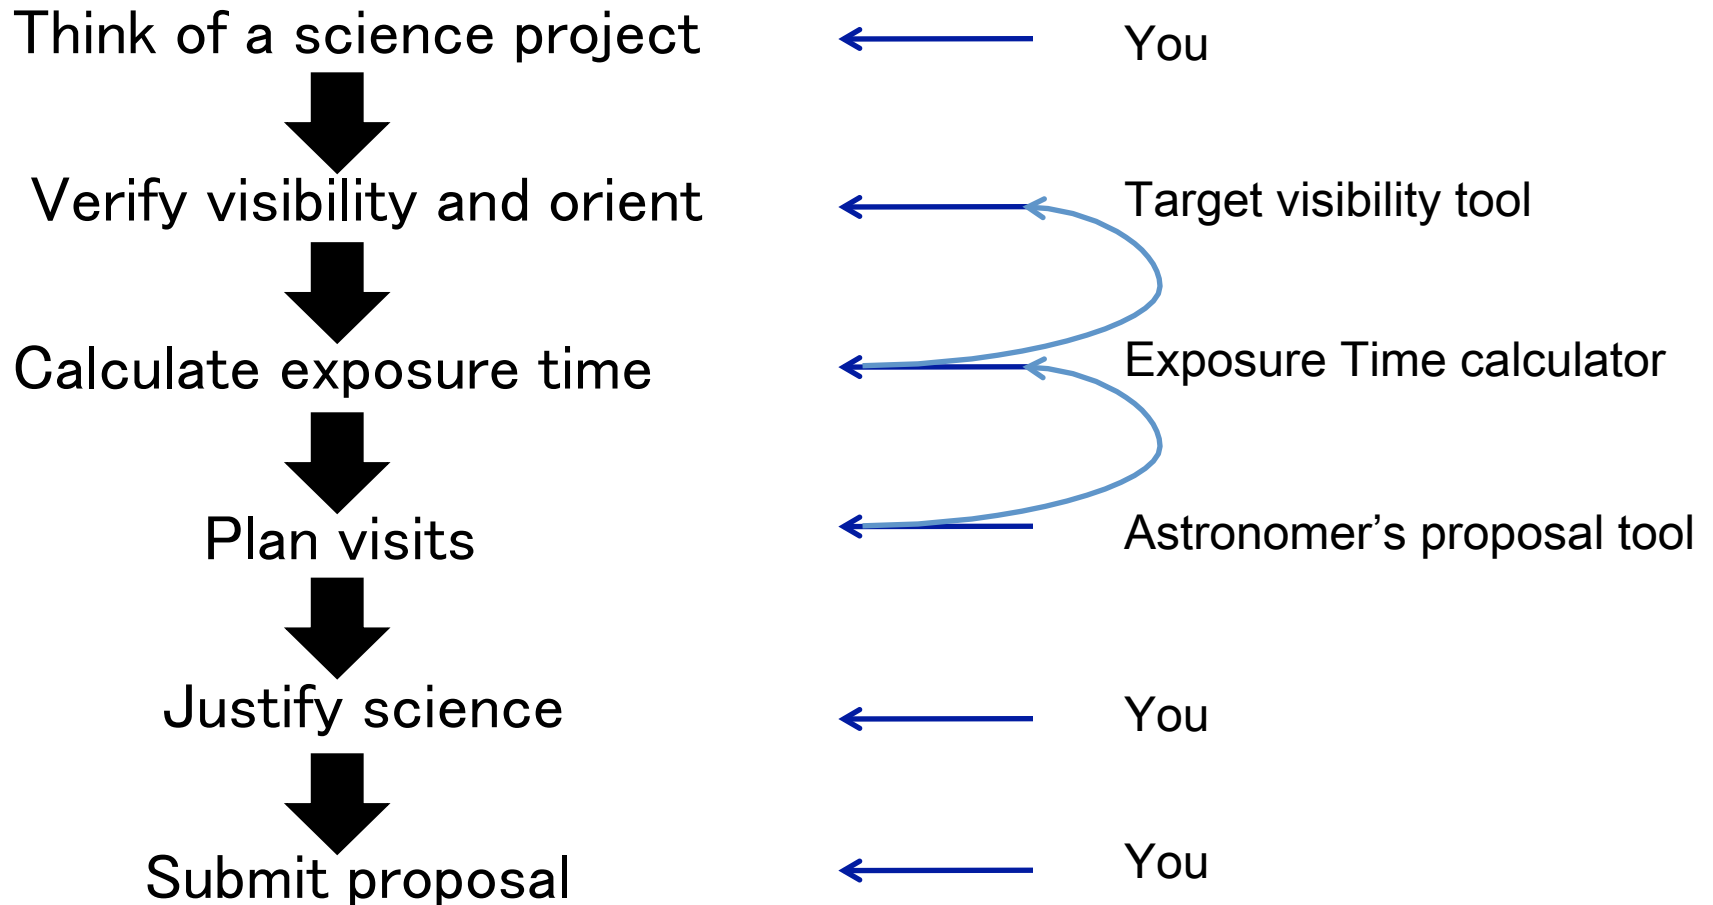 Think of a science project
You
Verify visibility and orient
Target visibility tool
Calculate exposure time
Exposure Time calculator
Plan visits
Astronomer’s proposal tool
Justify science
You
Submit proposal
You